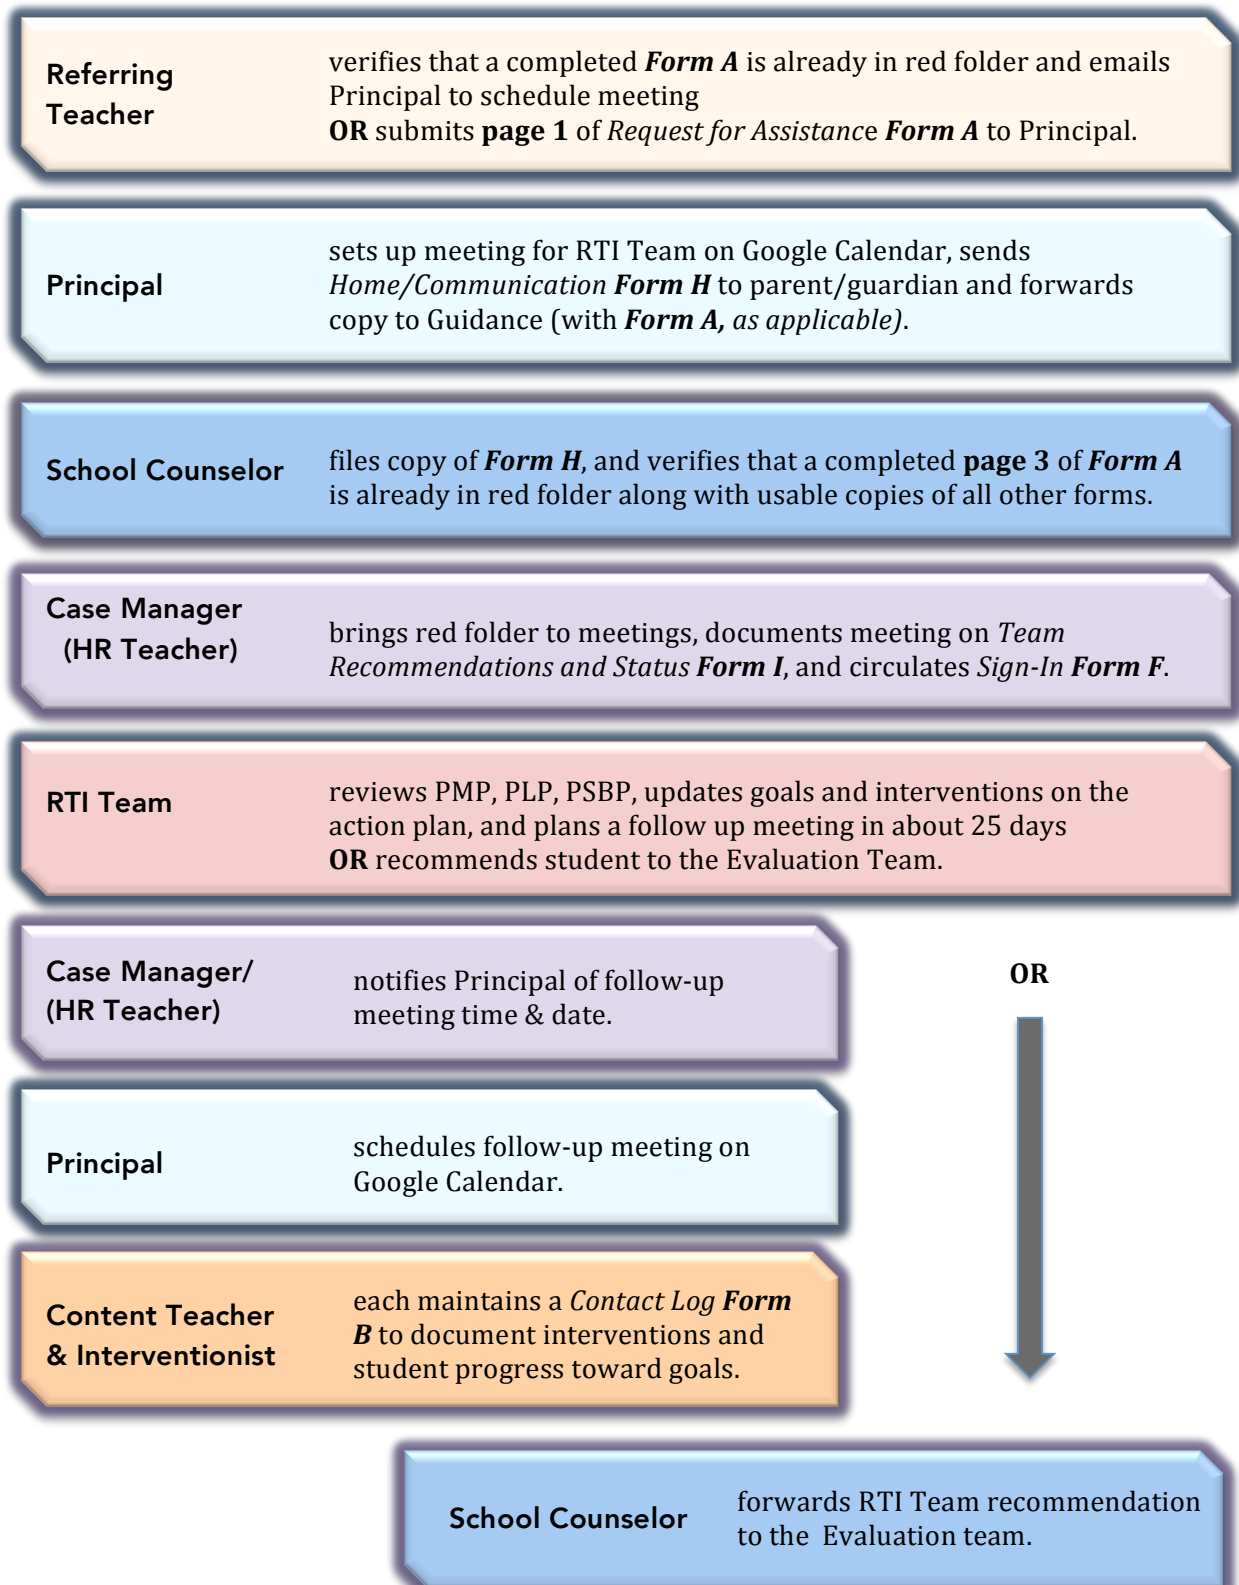 Referring
Teacher
verifies that a completed Form A is already in red folder and emails
Principal to schedule meeting
OR submits page 1 of Request for Assistance Form A to Principal.
Principal
sets up meeting for RTI Team on Google Calendar, sends
Home/Communication Form H to parent/guardian and forwards
copy to Guidance (with Form A, as applicable).
School Counselor
files copy of Form H, and verifies that a completed page 3 of Form A
is already in red folder along with usable copies of all other forms.
Case Manager
(HR Teacher)
brings red folder to meetings, documents meeting on Team
Recommendations and Status Form I, and circulates Sign-In Form F.
RTI Team
reviews PMP, PLP, PSBP, updates goals and interventions on the
action plan, and plans a follow up meeting in about 25 days
OR recommends student to the Evaluation Team.
Case Manager/
(HR Teacher)
notifies Principal of follow-up
meeting time & date.
OR
Principal
schedules follow-up meeting on
Google Calendar.
Content Teacher
& Interventionist
each maintains a Contact Log Form
B to document interventions and
student progress toward goals.
School Counselor
forwards RTI Team recommendation
to the Evaluation team.